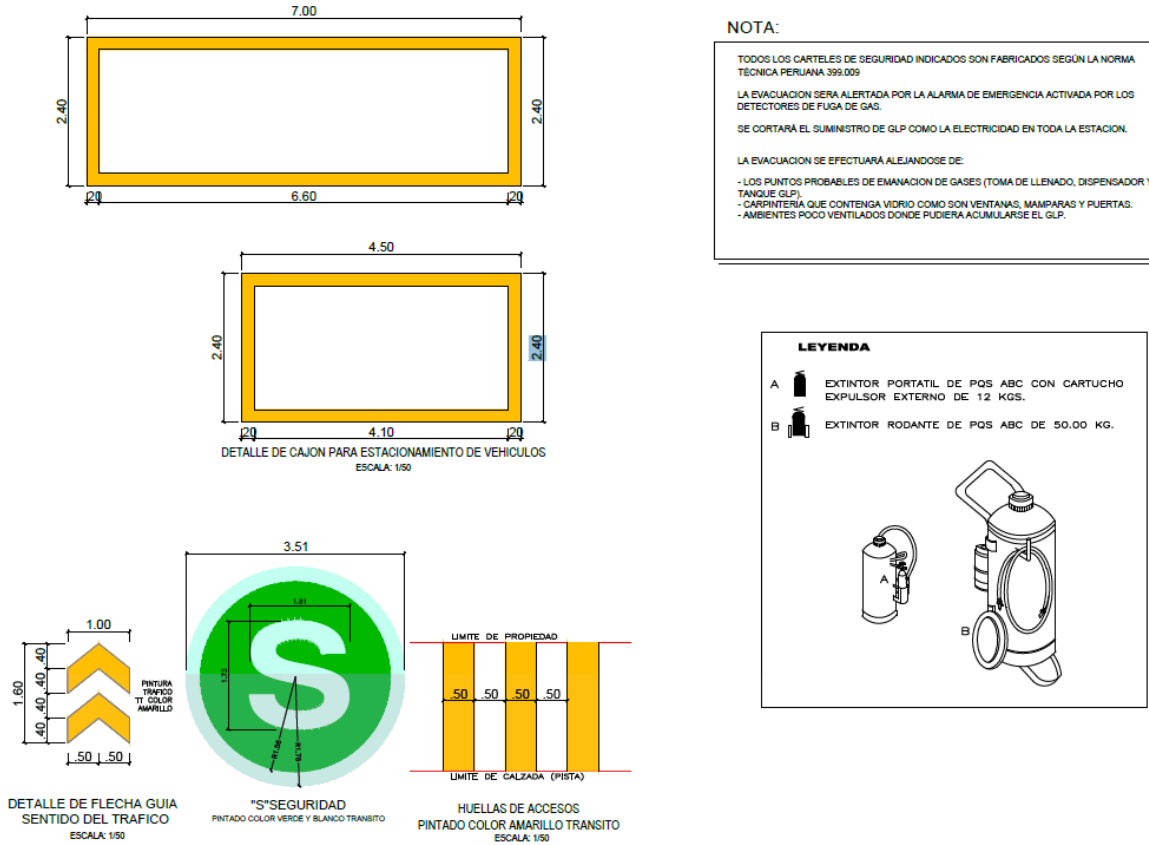 7.00
2.40
2.40
20
6.60
20
4.50
2.40
2.40
20
4.10
20
DETALLE DE CAJON PARA ESTACIONAMIENTO DE VEHICULOS
ESCALA: 1/50
NOTA:
TODOS LOS CARTELES DE SEGURIDAD INDICADOS SON FABRICADOS SEGÚN LA NORMA
TÉCNICA PERUANA 399.009
LA EVACUACION SERA ALERTADA POR LA ALARMA DE EMERGENCIA ACTIVADA POR LOS
DETECTORES DE FUGA DE GAS.
SE CORTARÁ EL SUMINISTRO DE GLP COMO LA ELECTRICIDAD EN TODA LA ESTACION.
LA EVACUACION SE EFECTUARÁ ALEJANDOSE DE:
- LOS PUNTOS PROBABLES DE EMANACION DE GASES (TOMA DE LLENADO, DISPENSADOR Y
TANQUE GLP).
- CARPINTERÍA QUE CONTENGA VIDRIO COMO SON VENTANAS, MAMPARAS Y PUERTAS.
- AMBIENTES POCO VENTILADOS DONDE PUDIERA ACUMULARSE EL GLP.
LEYENDA
A EXTINTOR PORTATIL DE PQS ABC CON CARTUCHO
EXPULSOR EXTERNO DE 12 KGS.
B EXTINTOR RODANTE DE PQS ABC DE 50.00 KG.
A
B
1.00
1.60
.40
.40
.40
.40
.50 .50
PINTURA
TRAFICO
TT COLOR
AMARILLO
DETALLE DE FLECHA GUIA
SENTIDO DEL TRAFICO
ESCALA: 1/50
3.51
1.61
1.73
S
R1.56
R1.76
"S"SEGURIDAD
PINTADO COLOR VERDE Y BLANCO TRANSITO
LIMITE DE PROPIEDAD
.50 .50 .50 .50
LIMITE DE CALZADA (PISTA)
HUELLAS DE ACCESOS
PINTADO COLOR AMARILLO TRANSITO
ESCALA: 1/50